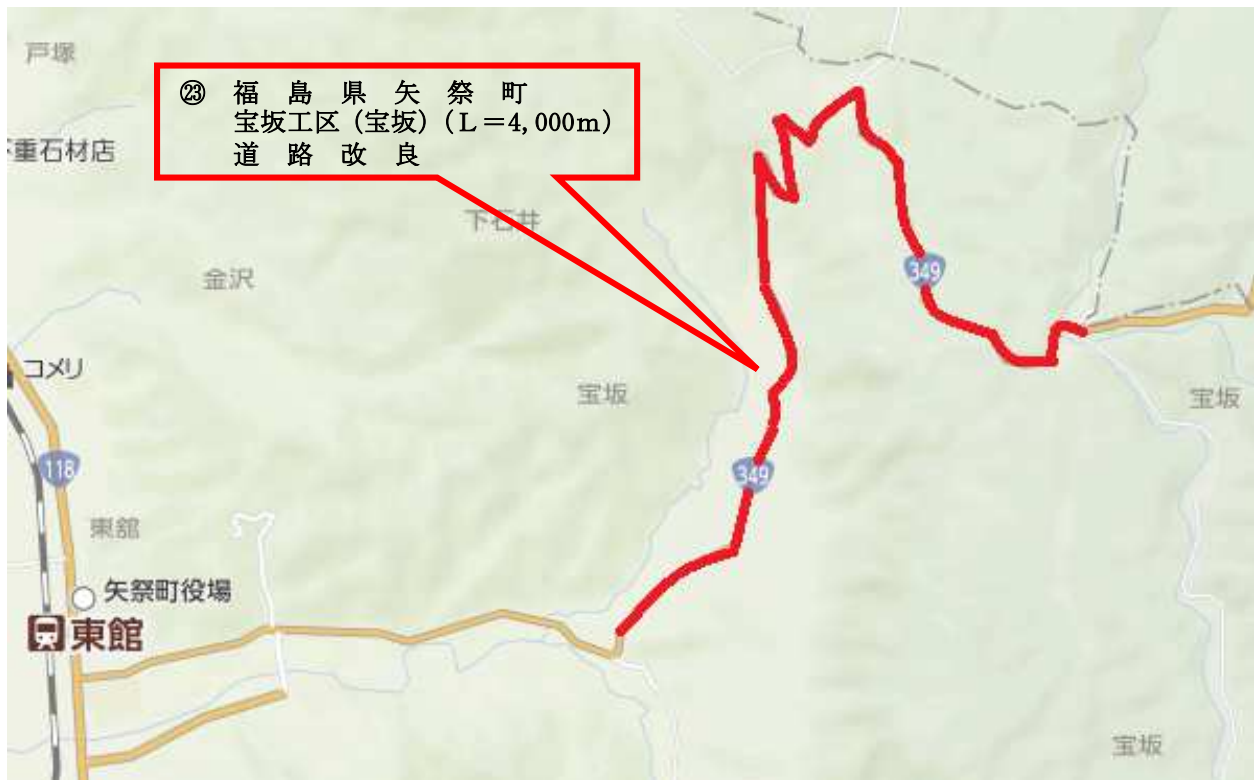 戸塚
㉓ 福島県矢祭町
宝坂工区(宝坂)(L=4,000m)
道路改良
重石材店
下石井
金沢
349
コメリ
宝坂
宝坂
118
349
東舘
矢祭町役場
東館
宝坂